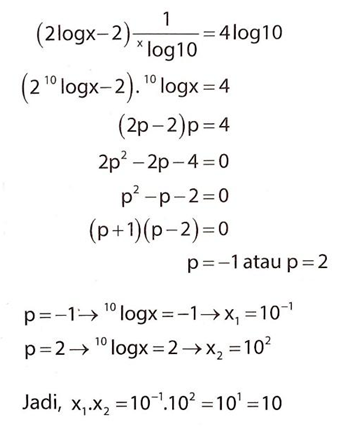 (2logx−2) 1/ˣlog10 = 4log10
(2 ¹⁰logx−2). ¹⁰logx = 4
(2p−2)p = 4
2p² −2p−4 = 0
p² −p−2 = 0
(p+1)(p−2) = 0
p = −1 atau p = 2
p = −1 → ¹⁰logx = −1 → x₁ = 10⁻¹
p = 2 → ¹⁰logx = 2 → x₂ = 10²
Jadi, x₁.x₂ = 10⁻¹.10² = 10¹ = 10